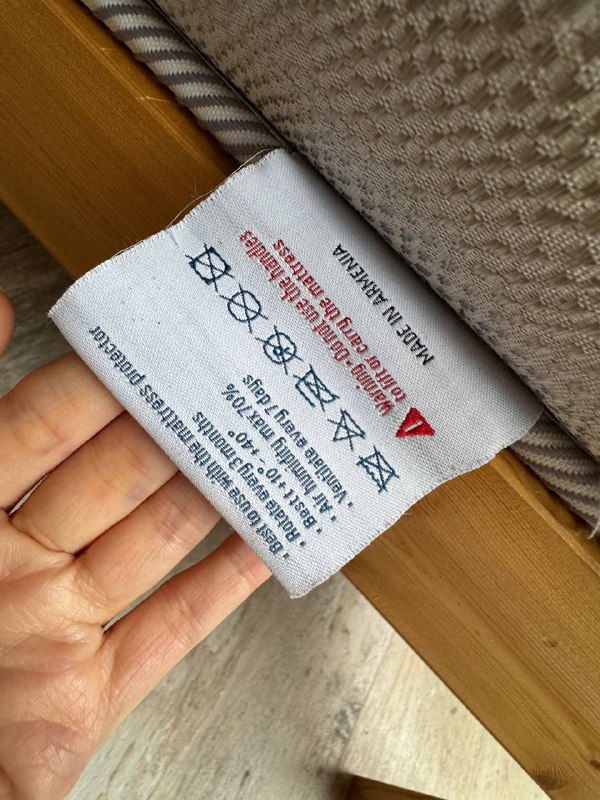 MADE IN ARMENIA
Warning - Do not use the handles
to lift or carry the mattress
• Best to use with the mattress protector
• Rotate every 3 months
• Best t +10° +40°
• Air humidity max 70%
• Ventilate every 7 days